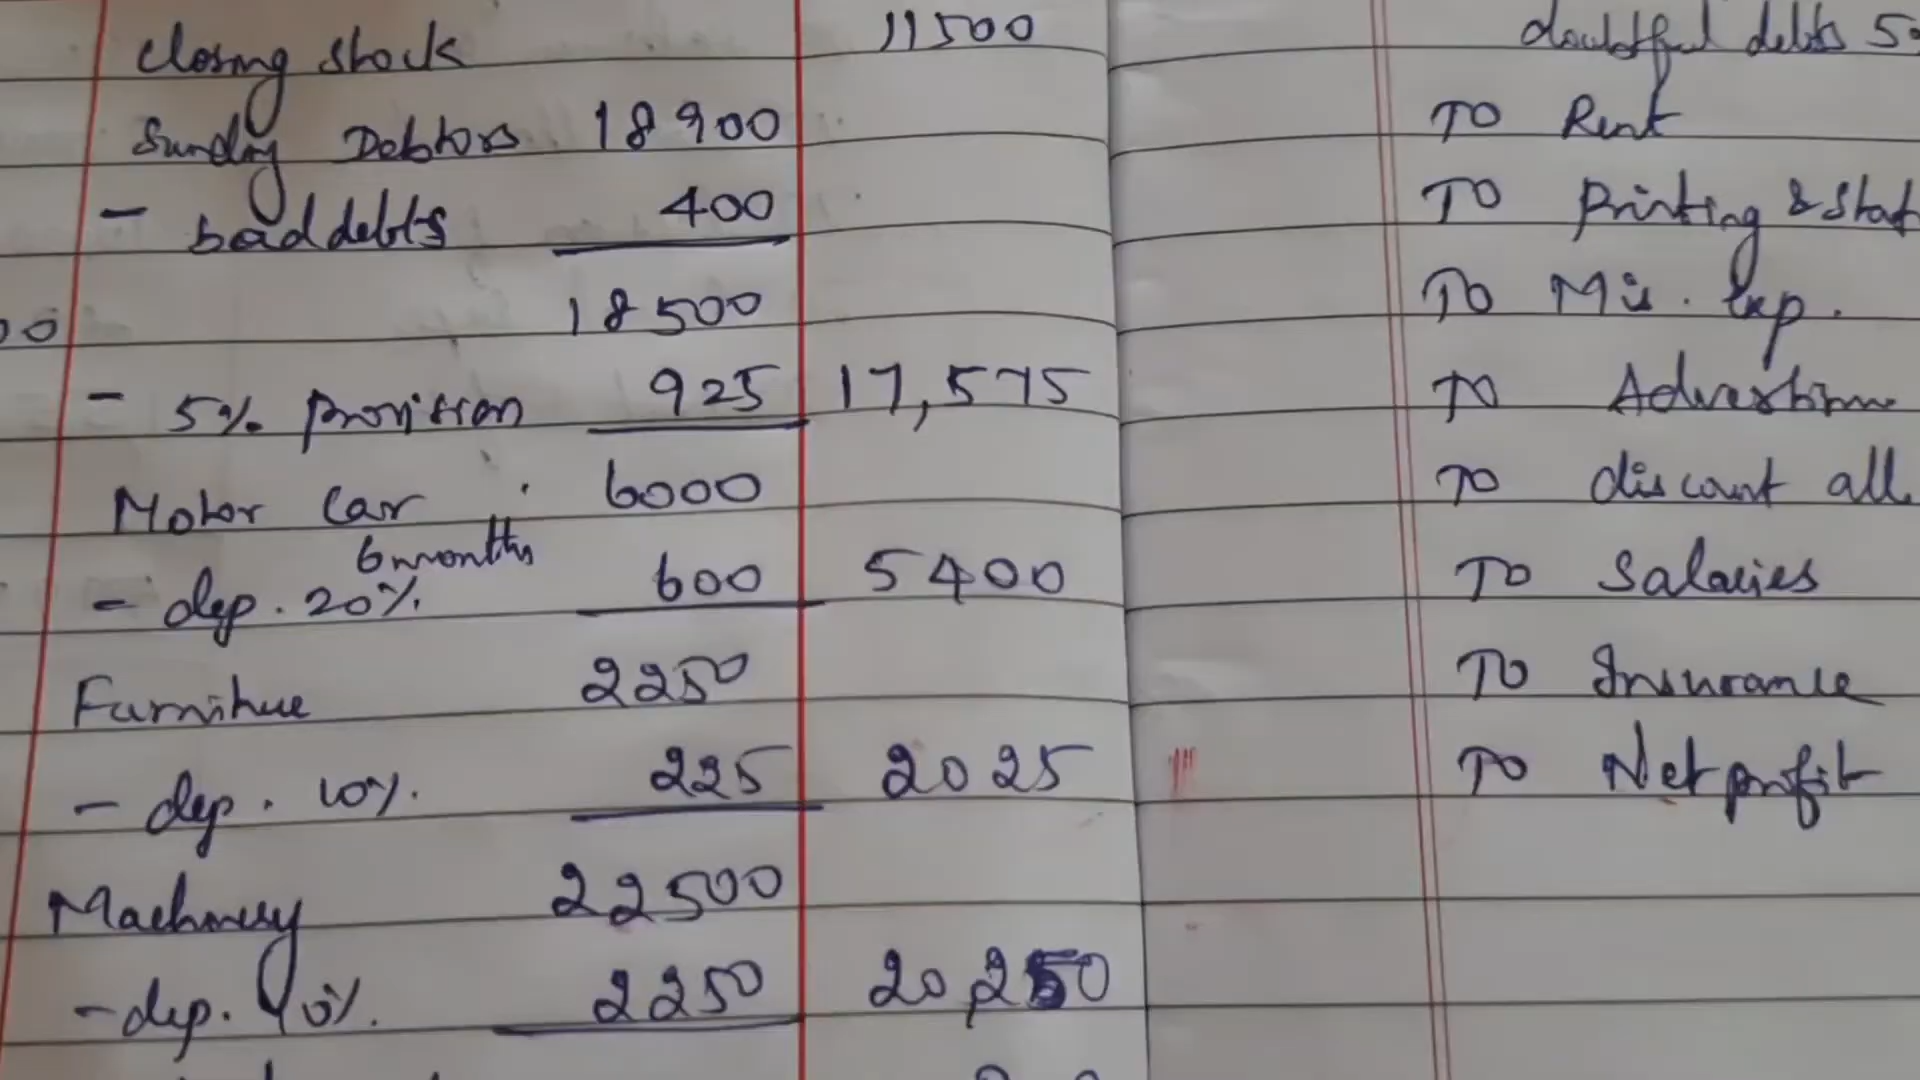 Closing stock 11500
Sundry Debtors 18900
- bad debts 400
18500
- 5% provision 925 17,575
Motor Car 6000
6 months
- dep. 20% 600 5400
Furniture 2250
- dep. 10% 225 2025
Machinery 22500
- dep. 10% 2250 20,250
doubtful debts 5
TO Rent
TO Printing & Stat
TO Mis. Exp.
TO
TO discount all
TO Salaries
TO Insurance
TO Net profit